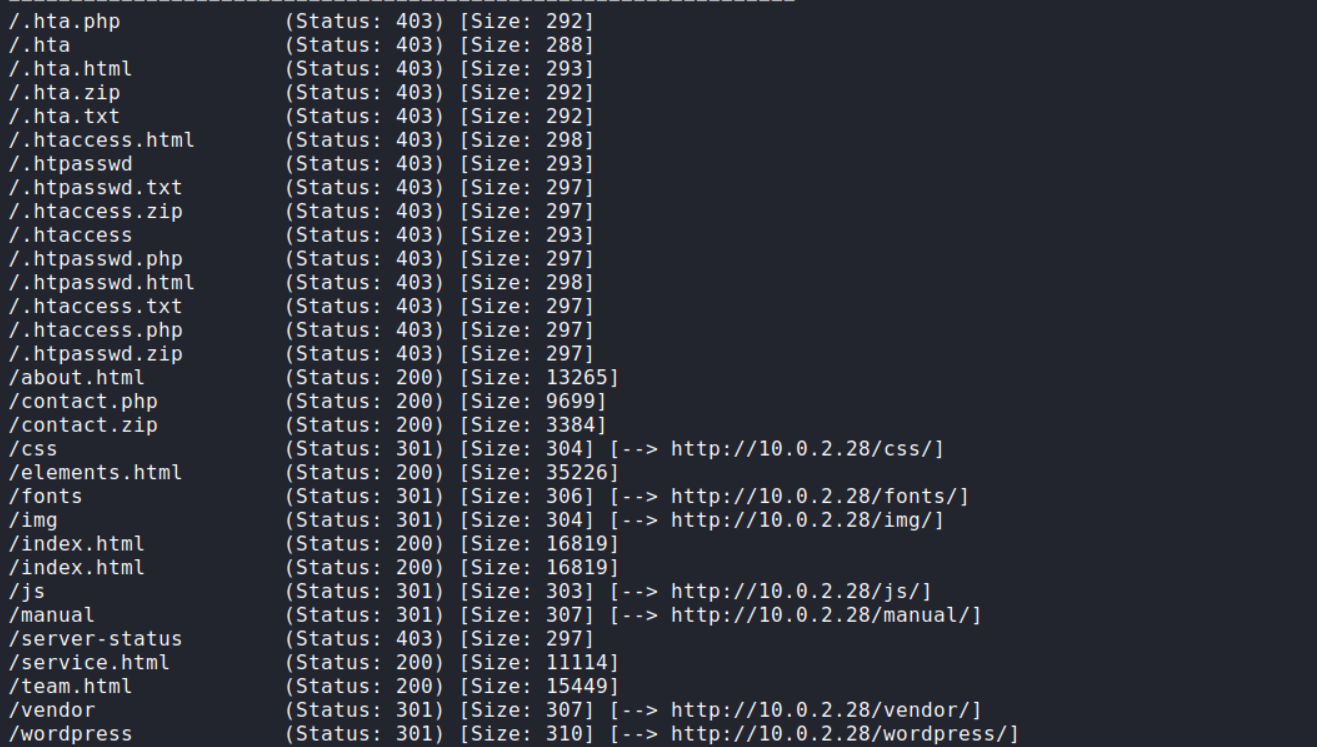 /.hta.php (Status: 403) [Size: 292]
/.hta (Status: 403) [Size: 288]
/.hta.html (Status: 403) [Size: 293]
/.hta.zip (Status: 403) [Size: 292]
/.hta.txt (Status: 403) [Size: 292]
/.htaccess.html (Status: 403) [Size: 298]
/.htpasswd (Status: 403) [Size: 293]
/.htpasswd.txt (Status: 403) [Size: 297]
/.htaccess.zip (Status: 403) [Size: 297]
/.htaccess (Status: 403) [Size: 293]
/.htpasswd.php (Status: 403) [Size: 297]
/.htpasswd.html (Status: 403) [Size: 298]
/.htaccess.txt (Status: 403) [Size: 297]
/.htaccess.php (Status: 403) [Size: 297]
/.htpasswd.zip (Status: 403) [Size: 297]
/about.html (Status: 200) [Size: 13265]
/contact.php (Status: 200) [Size: 9699]
/contact.zip (Status: 200) [Size: 3384]
/css (Status: 301) [Size: 304] [--> http://10.0.2.28/css/]
/elements.html (Status: 200) [Size: 35226]
/fonts (Status: 301) [Size: 306] [--> http://10.0.2.28/fonts/]
/img (Status: 301) [Size: 304] [--> http://10.0.2.28/img/]
/index.html (Status: 200) [Size: 16819]
/index.html (Status: 200) [Size: 16819]
/js (Status: 301) [Size: 303] [--> http://10.0.2.28/js/]
/manual (Status: 301) [Size: 307] [--> http://10.0.2.28/manual/]
/server-status (Status: 403) [Size: 297]
/service.html (Status: 200) [Size: 11114]
/team.html (Status: 200) [Size: 15449]
/vendor (Status: 301) [Size: 307] [--> http://10.0.2.28/vendor/]
/wordpress (Status: 301) [Size: 310] [--> http://10.0.2.28/wordpress/]